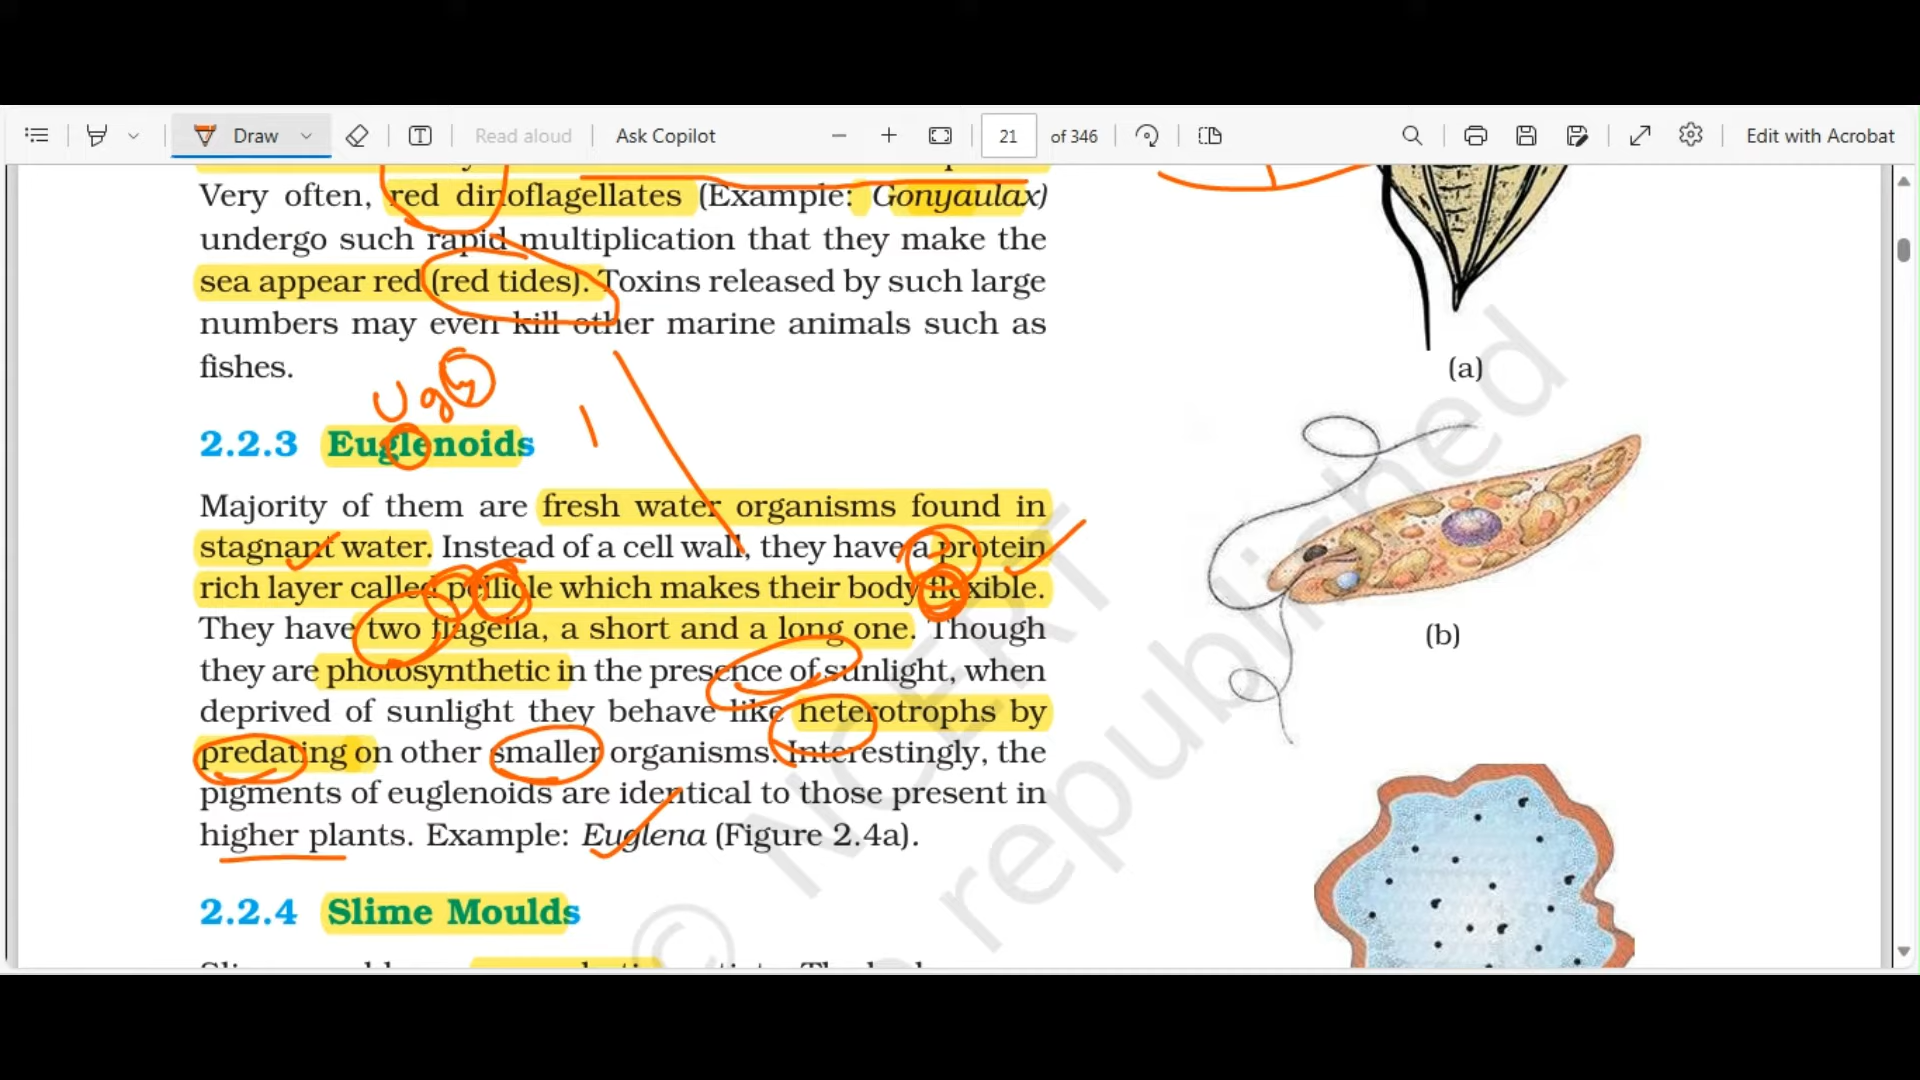 Draw
Read aloud
Ask Copilot
21 of 346
Edit with Acrobat
Very often, red dinoflagellates (Example: Gonyaulax)
undergo such rapid multiplication that they make the
sea appear red (red tides). Toxins released by such large
numbers may even kill other marine animals such as
fishes.
(a)
2.2.3 Euglenoids
Majority of them are fresh water organisms found in
stagnant water. Instead of a cell wall, they have a protein
rich layer called pellicle which makes their body flexible.
They have two flagella, a short and a long one. Though
they are photosynthetic in the presence of sunlight, when
deprived of sunlight they behave like heterotrophs by
predating on other smaller organisms. Interestingly, the
pigments of euglenoids are identical to those present in
higher plants. Example: Euglena (Figure 2.4a).
(b)
2.2.4 Slime Moulds
© NCERT
republished